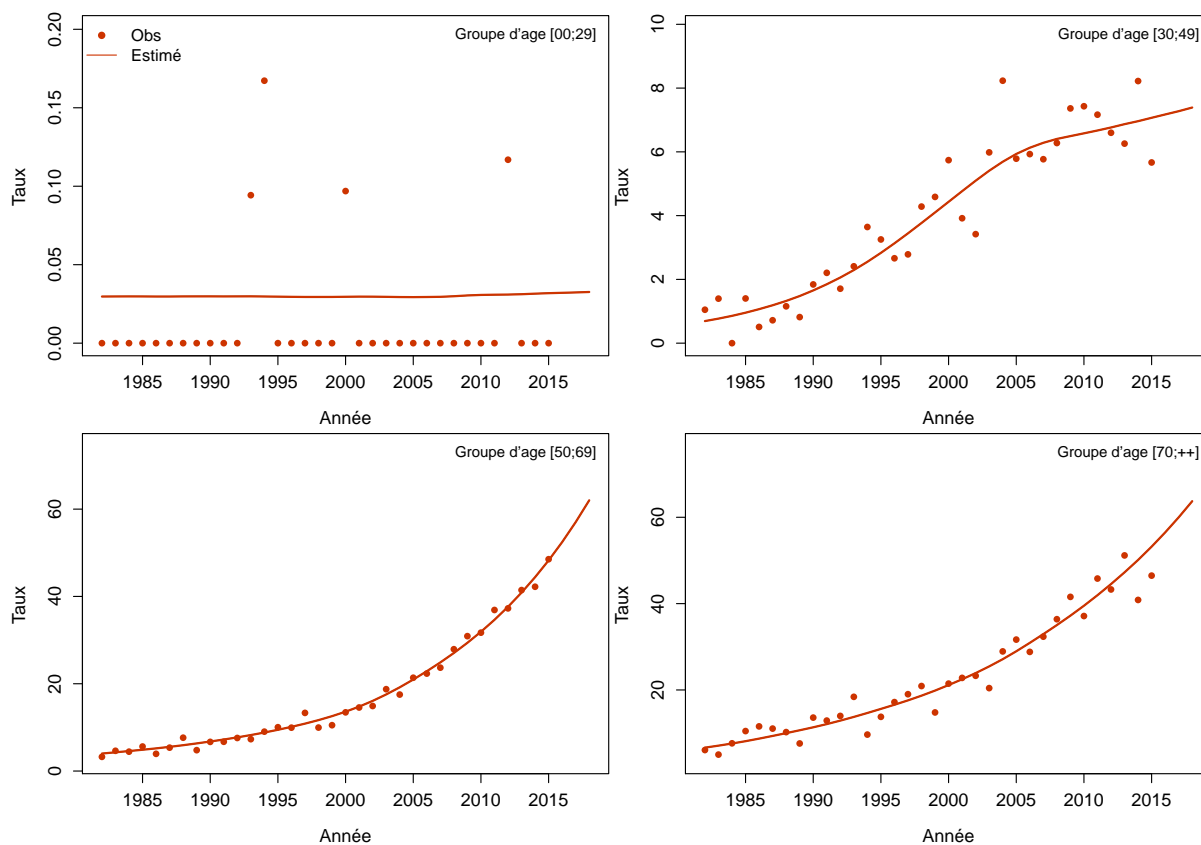 Groupe d'age [00;29]
Obs
Estimé
Taux
0.20
0.15
0.10
0.05
0.00
1985 1990 1995 2000 2005 2010 2015
Année
Groupe d'age [30;49]
Taux
10
8
6
4
2
0
1985 1990 1995 2000 2005 2010 2015
Année
Groupe d'age [50;69]
Taux
60
40
20
0
1985 1990 1995 2000 2005 2010 2015
Année
Groupe d'age [70;++]
Taux
60
40
20
1985 1990 1995 2000 2005 2010 2015
Année